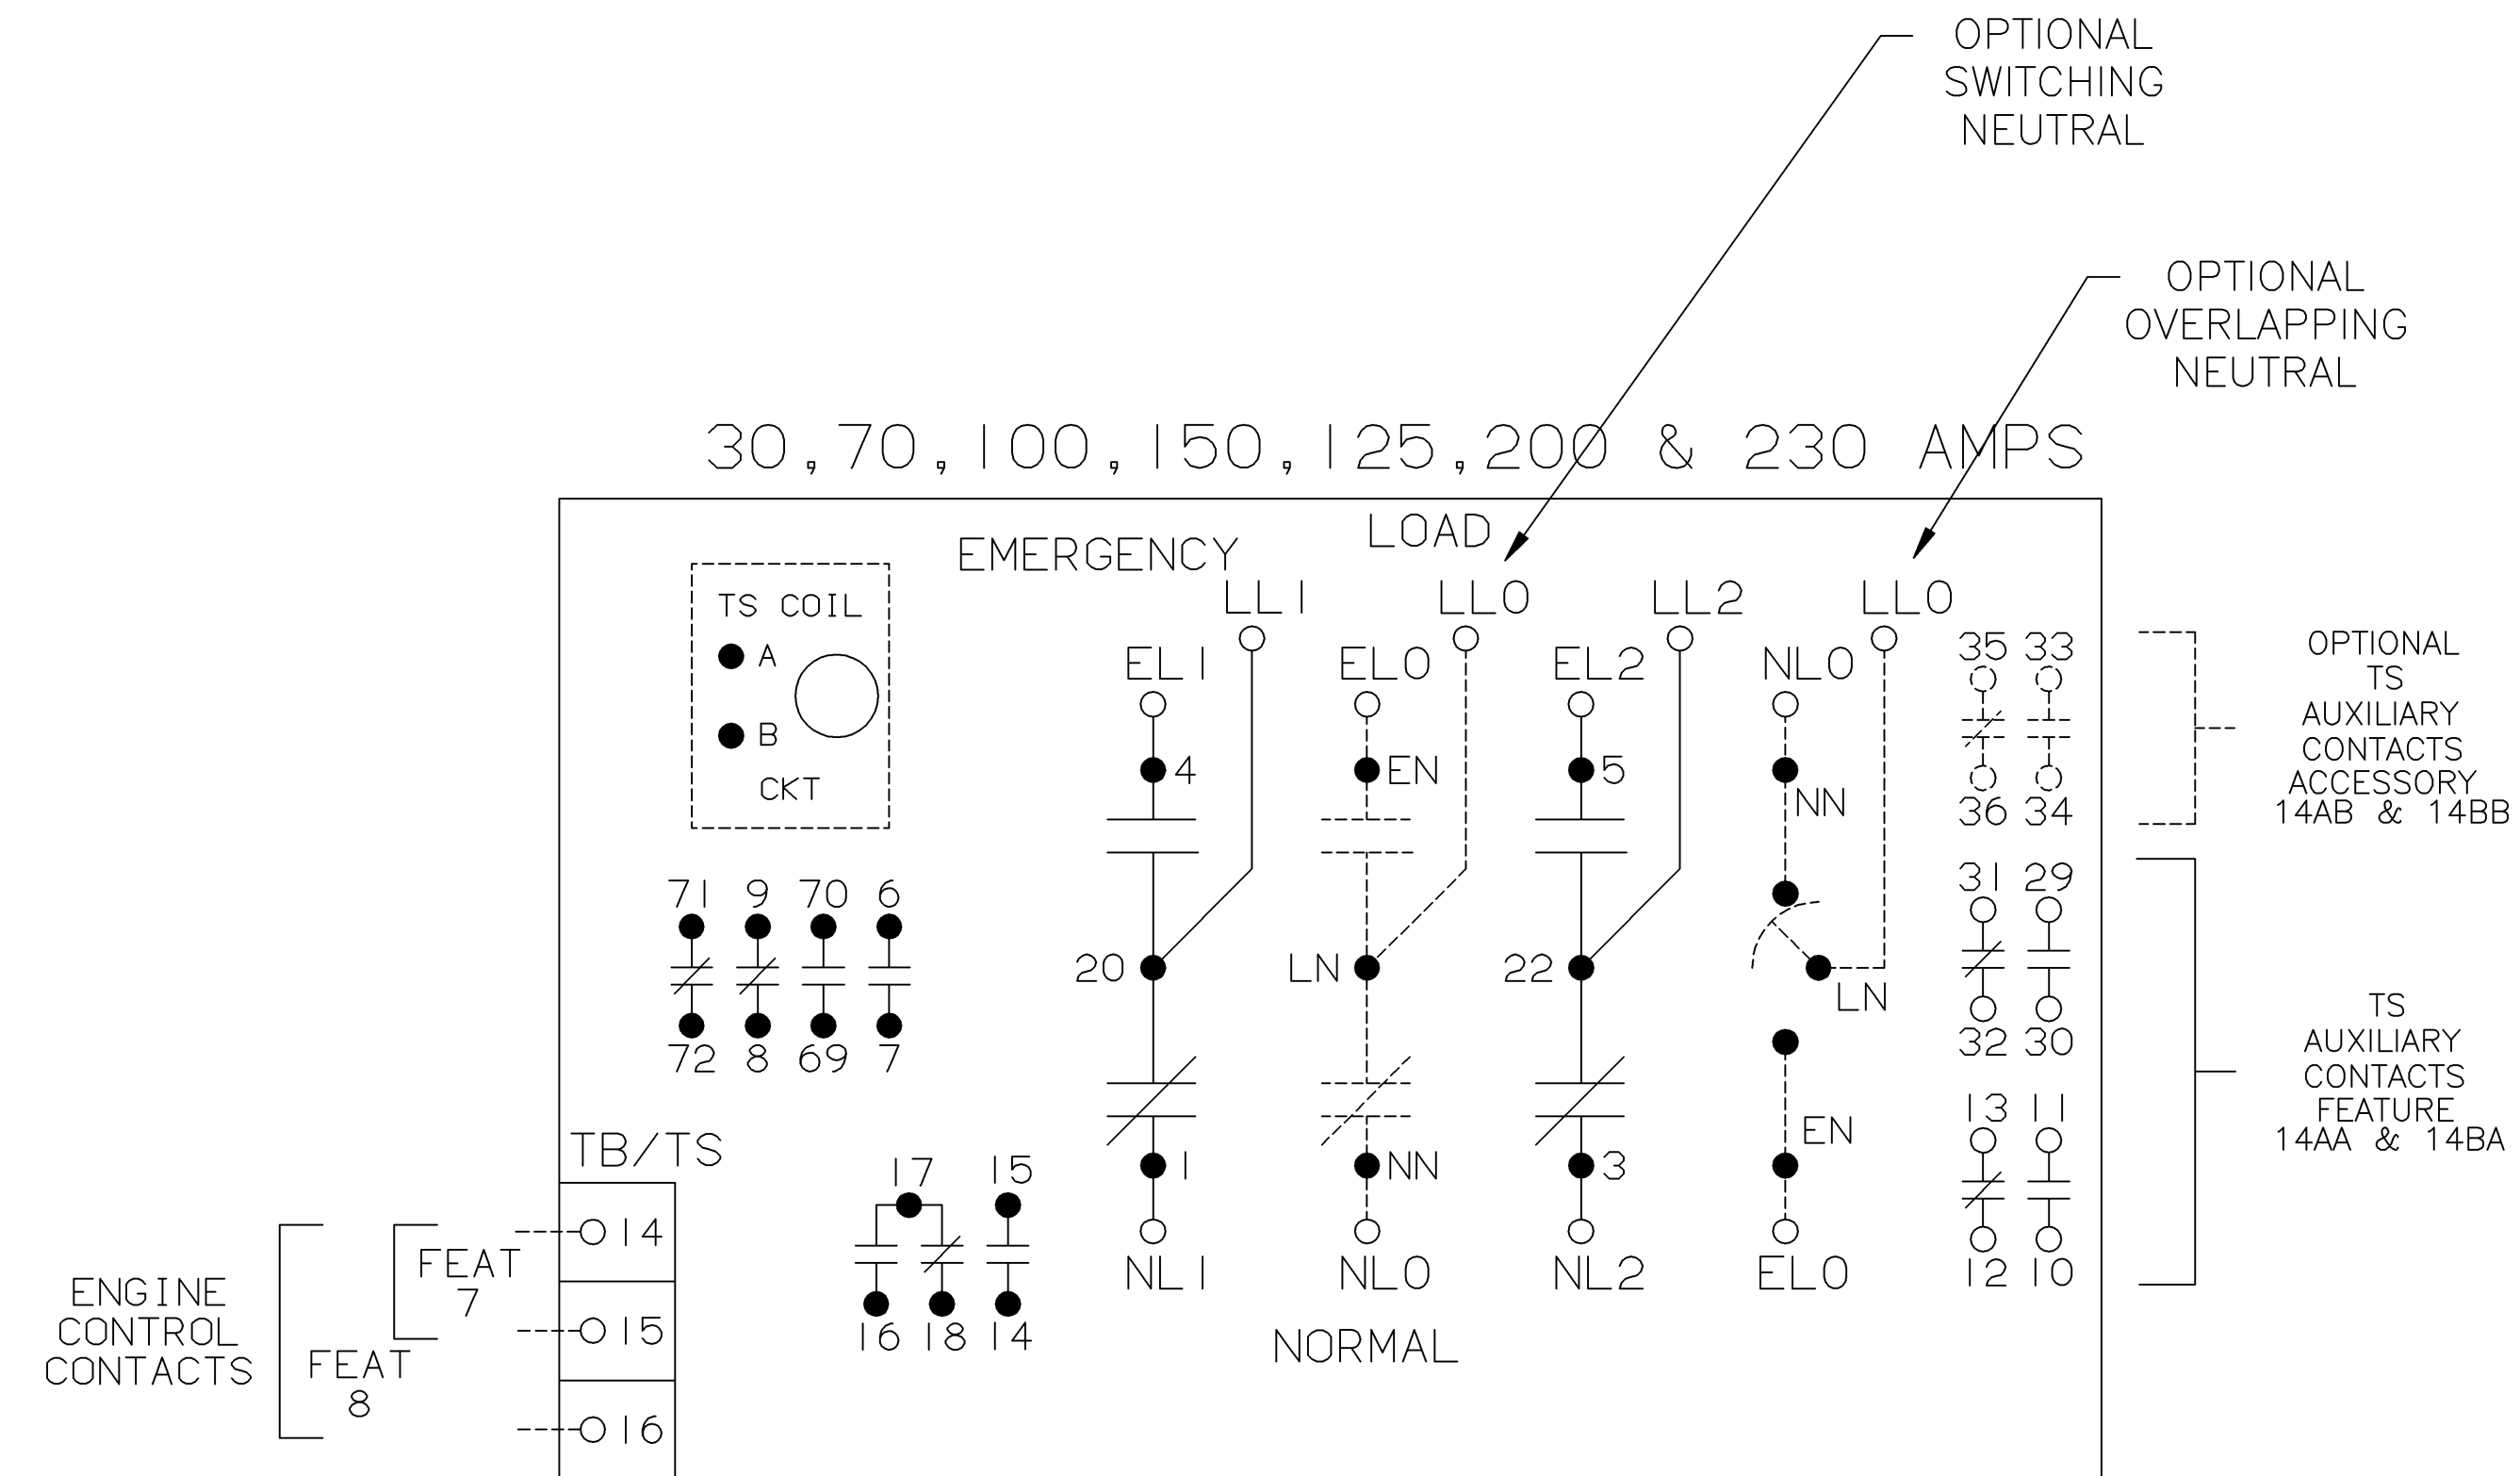 OPTIONAL
SWITCHING
NEUTRAL
OPTIONAL
OVERLAPPING
NEUTRAL
30,70,100,150,125,200 & 230 AMPS
LOAD
EMERGENCY
LL1
LL0
LL2
LL0
TS COIL
A
B
CKT
EL1
EL0
EL2
NL0
4
EN
5
NN
35 33
36 34
OPTIONAL
TS
AUXILIARY
CONTACTS
ACCESSORY
14AB & 14BB
71 9 70 6
72 8 69 7
20
LN
22
LN
31 29
32 30
TS
AUXILIARY
CONTACTS
FEATURE
14AA & 14BA
EN
13 11
12 10
1
NN
3
NL1
NL0
NL2
EL0
NORMAL
TB/TS
17 15
16 18 14
14
15
16
FEAT
7
FEAT
8
ENGINE
CONTROL
CONTACTS